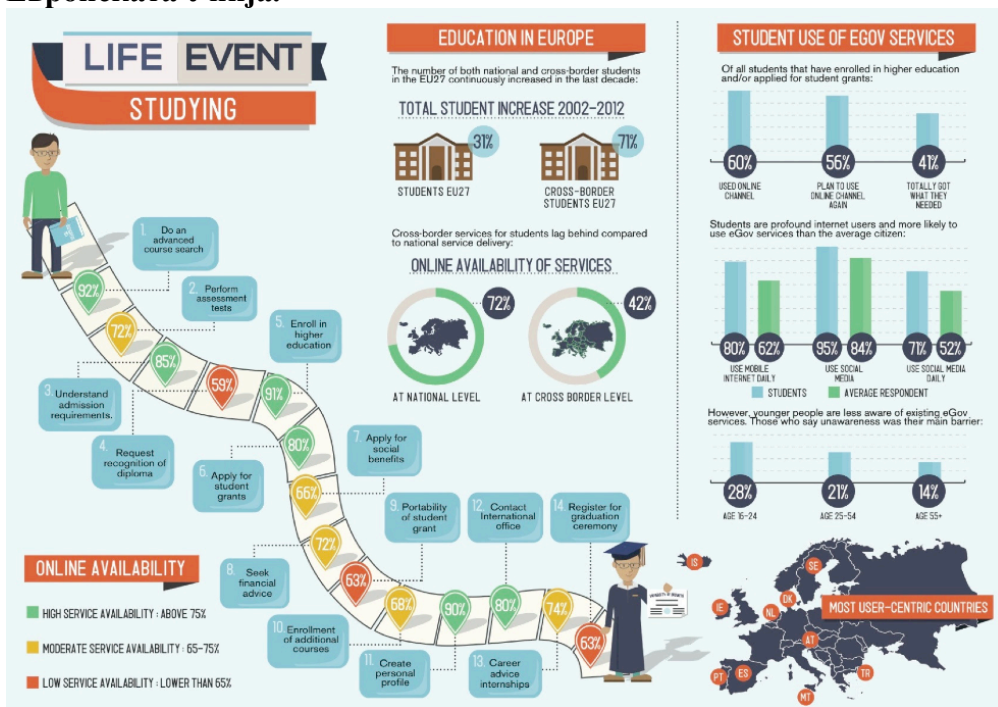 Европската Унија.
LIFE EVENT
STUDYING
92%
72%
85%
59%
91%
80%
66%
72%
63%
68%
90%
80%
74%
63%
1. Do an
advanced
course search
2. Perform
assessment
tests
3. Understand
admission
requirements.
4. Request
recognition of
diploma
5. Enroll in
higher
education
6. Apply for
student
grants
7. Apply for
social
benefits
8. Seek
financial
advice
9. Portability
of student
grant
10. Enrollment
of additional
courses
11. Create
personal
profile
12. Contact
International
office
13. Career
advice
internships
14. Register for
graduation
ceremony
ONLINE AVAILABILITY
HIGH SERVICE AVAILABILITY : ABOVE 75%
MODERATE SERVICE AVAILABILITY : 65-75%
LOW SERVICE AVAILABILITY : LOWER THAN 65%
EDUCATION IN EUROPE
The number of both national and cross-border students
in the EU27 continuously increased in the last decade:
TOTAL STUDENT INCREASE 2002-2012
31%
71%
STUDENTS EU27
CROSS-BORDER
STUDENTS EU27
Cross-border services for students lag behind compared
to national service delivery:
ONLINE AVAILABILITY OF SERVICES
72%
42%
AT NATIONAL LEVEL
AT CROSS BORDER LEVEL
STUDENT USE OF EGOV SERVICES
Of all students that have enrolled in higher education
and/or applied for student grants:
60%
56%
41%
USED ONLINE
CHANNEL
PLAN TO USE
ONLINE CHANNEL
AGAIN
TOTALLY GOT
WHAT THEY
NEEDED
Students are profound internet users and more likely to
use eGov services than the average citizen:
80% 62%
95% 84%
71% 52%
USE MOBILE
INTERNET DAILY
USE SOCIAL
MEDIA
USE SOCIAL MEDIA
DAILY
STUDENTS
AVERAGE RESPONDENT
However, younger people are less aware of existing eGov
services. Those who say unawareness was their main barrier:
28%
21%
14%
AGE 16-24
AGE 25-54
AGE 55+
MOST USER-CENTRIC COUNTRIES
IS
SE
IE
DK
NL
AT
PT
ES
TR
MT